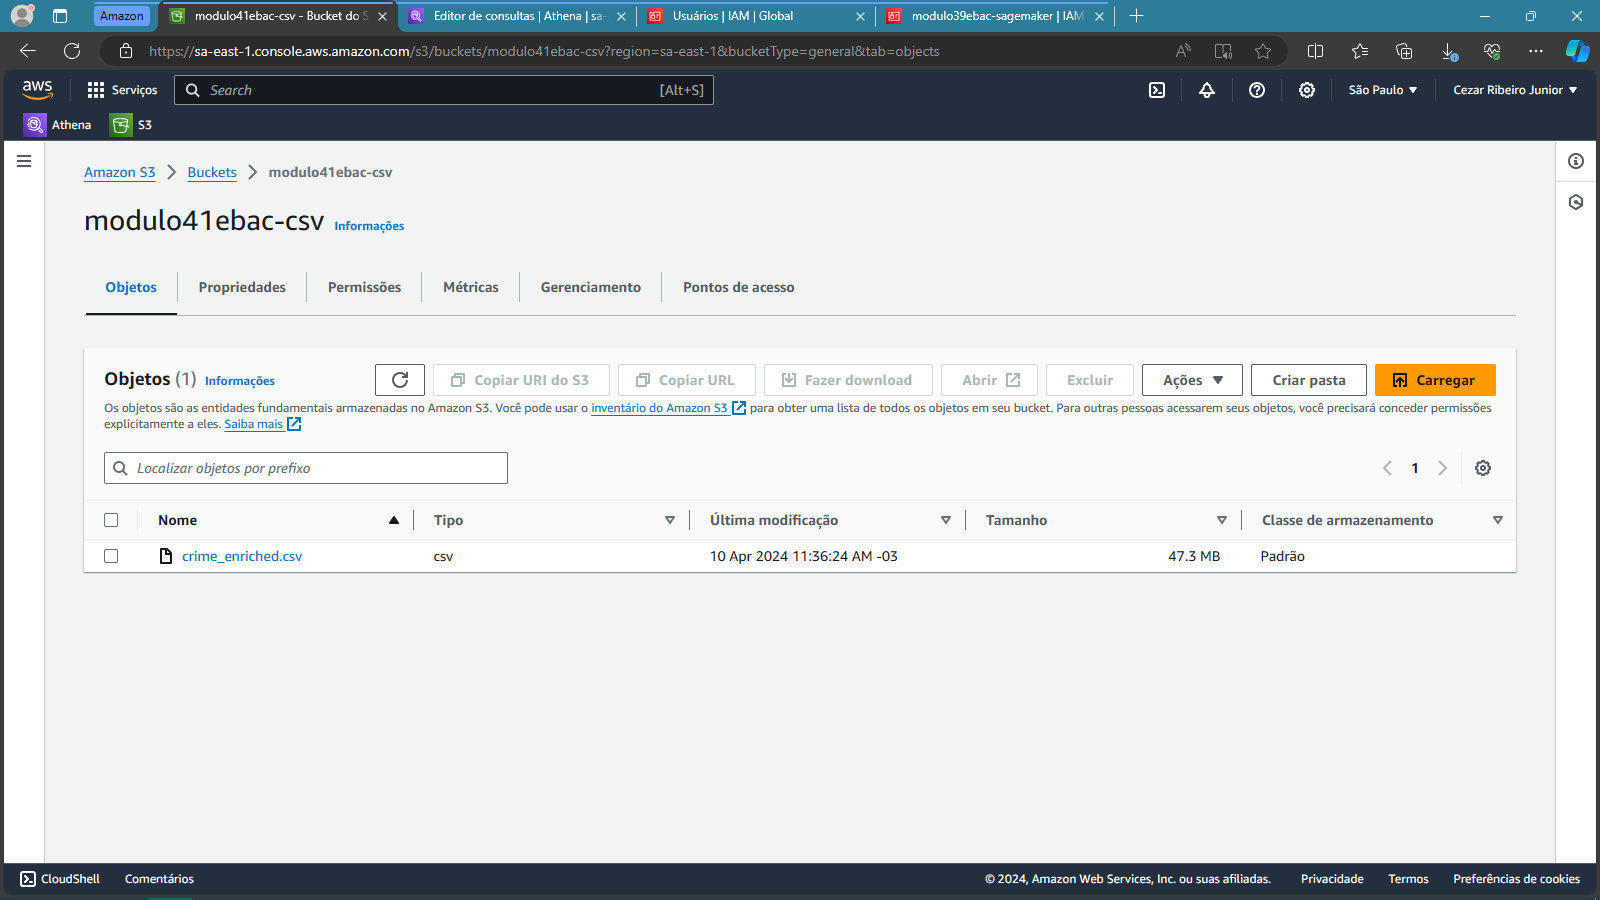 Amazon
modulo41ebac-csv - Bucket do S
Editor de consultas | Athena | sa-
Usuários | IAM | Global
modulo39ebac-sagemaker | IAM
https://sa-east-1.console.aws.amazon.com/s3/buckets/modulo41ebac-csv?region=sa-east-1&bucketType=general&tab=objects
aws
Serviços
Search
[Alt+S]
São Paulo
Cezar Ribeiro Junior
Athena
S3
Amazon S3
Buckets
modulo41ebac-csv
modulo41ebac-csv
Informações
Objetos
Propriedades
Permissões
Métricas
Gerenciamento
Pontos de acesso
Objetos (1)
Informações
Copiar URI do S3
Copiar URL
Fazer download
Abrir
Excluir
Ações
Criar pasta
Carregar
Os objetos são as entidades fundamentais armazenadas no Amazon S3. Você pode usar o inventário do Amazon S3 para obter uma lista de todos os objetos em seu bucket. Para outras pessoas acessarem seus objetos, você precisará conceder permissões
explicitamente a eles. Saiba mais
Localizar objetos por prefixo
1
Nome
Tipo
Última modificação
Tamanho
Classe de armazenamento
crime_enriched.csv
csv
10 Apr 2024 11:36:24 AM -03
47.3 MB
Padrão
CloudShell
Comentários
© 2024, Amazon Web Services, Inc. ou suas afiliadas.
Privacidade
Termos
Preferências de cookies